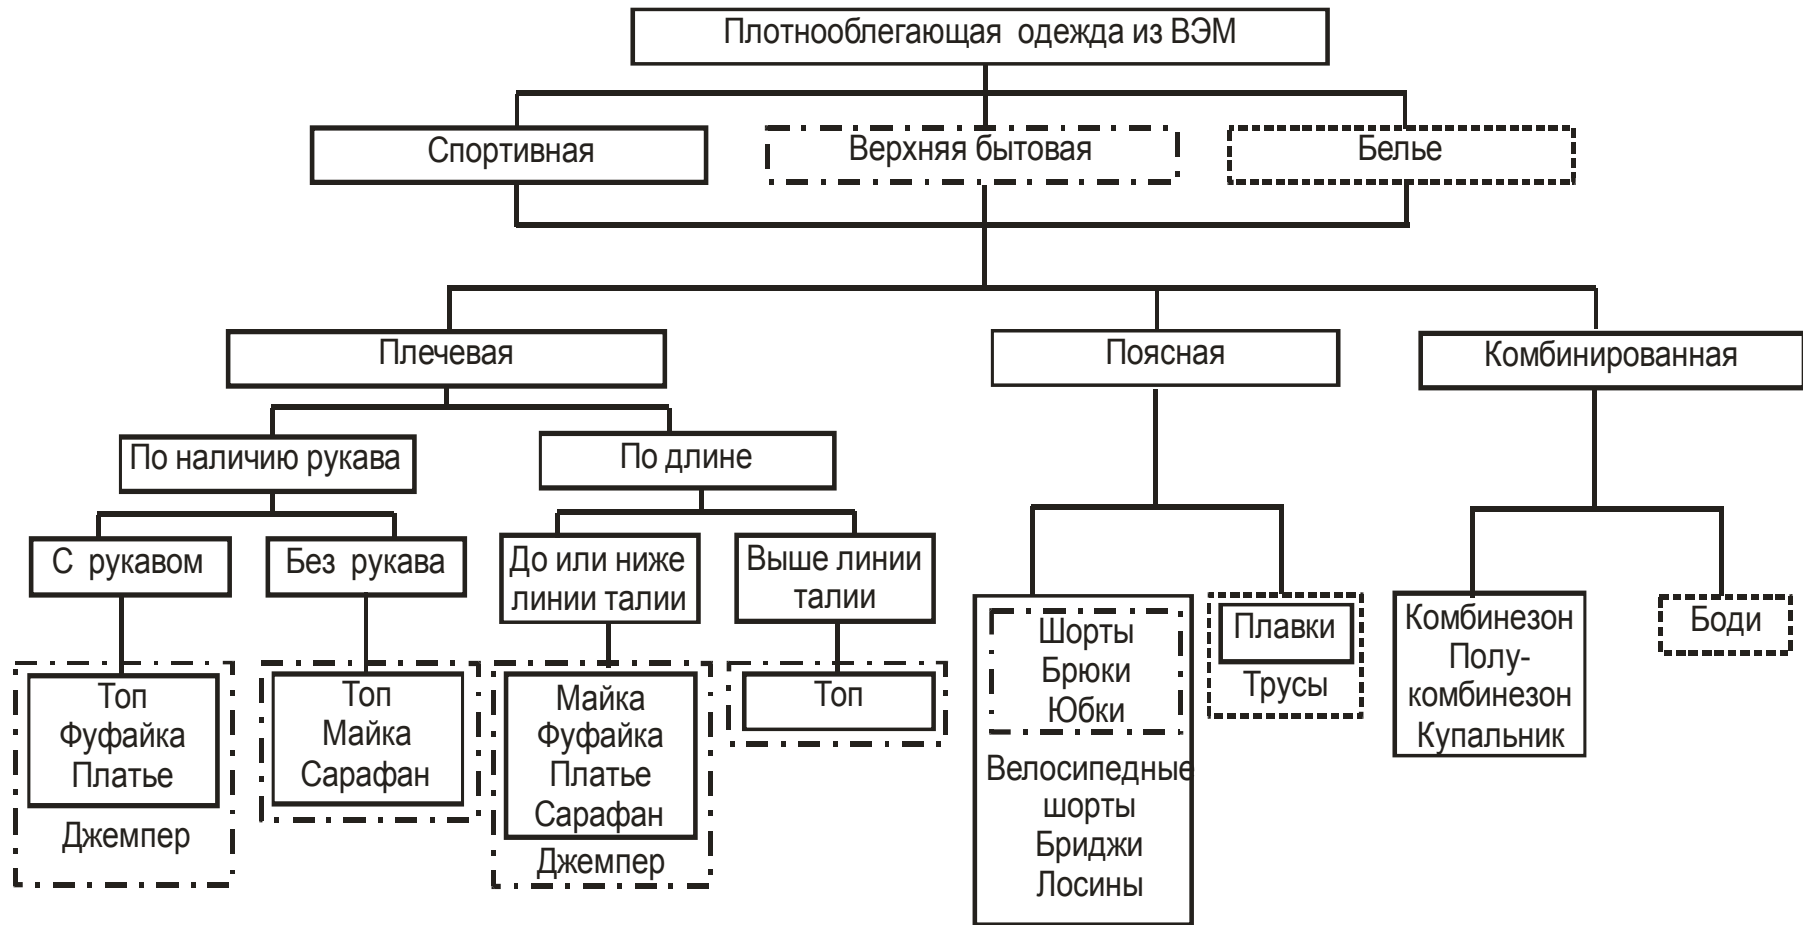 Плотнооблегающая одежда из ВЭМ
Спортивная
Верхняя бытовая
Белье
Плечевая
Поясная
Комбинированная
По наличию рукава
По длине
С рукавом
Без рукава
До или ниже
линии талии
Выше линии
талии
Топ
Фуфайка
Платье
Джемпер
Топ
Майка
Сарафан
Майка
Фуфайка
Платье
Сарафан
Джемпер
Топ
Шорты
Брюки
Юбки
Велосипедные
шорты
Бриджи
Лосины
Плавки
Трусы
Комбинезон
Полу-
комбинезон
Купальник
Боди